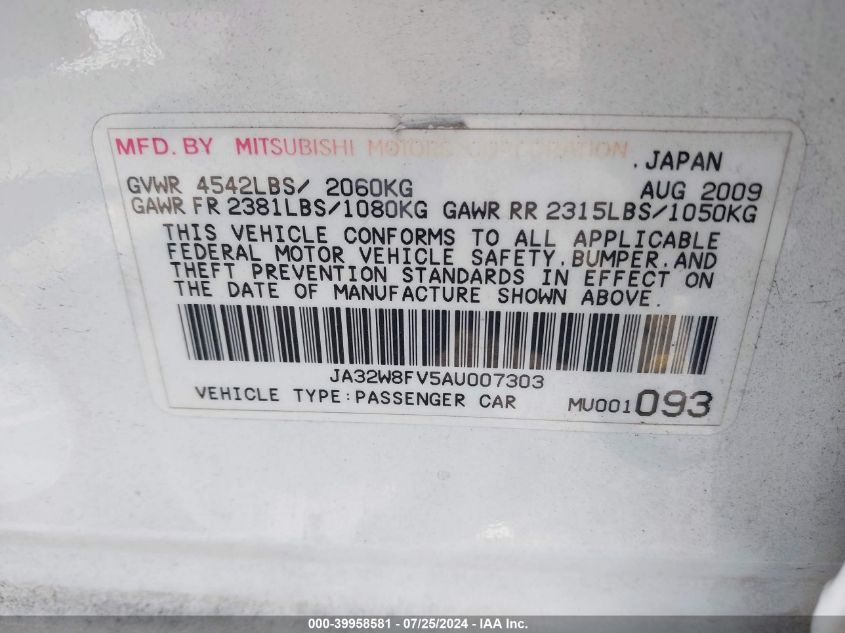 MFD. BY MITSUBISHI MOTORS CORPORATION. JAPAN
GVWR 4542LBS/ 2060KG AUG 2009
GAWR FR 2381LBS/1080KG GAWR RR 2315LBS/1050KG
THIS VEHICLE CONFORMS TO ALL APPLICABLE
FEDERAL MOTOR VEHICLE SAFETY.BUMPER.AND
THEFT PREVENTION STANDARDS IN EFFECT ON
THE DATE OF MANUFACTURE SHOWN ABOVE.
JA32W8FV5AU007303
VEHICLE TYPE:PASSENGER CAR MU001093
000-39958581 - 07/25/2024 - IAA Inc.